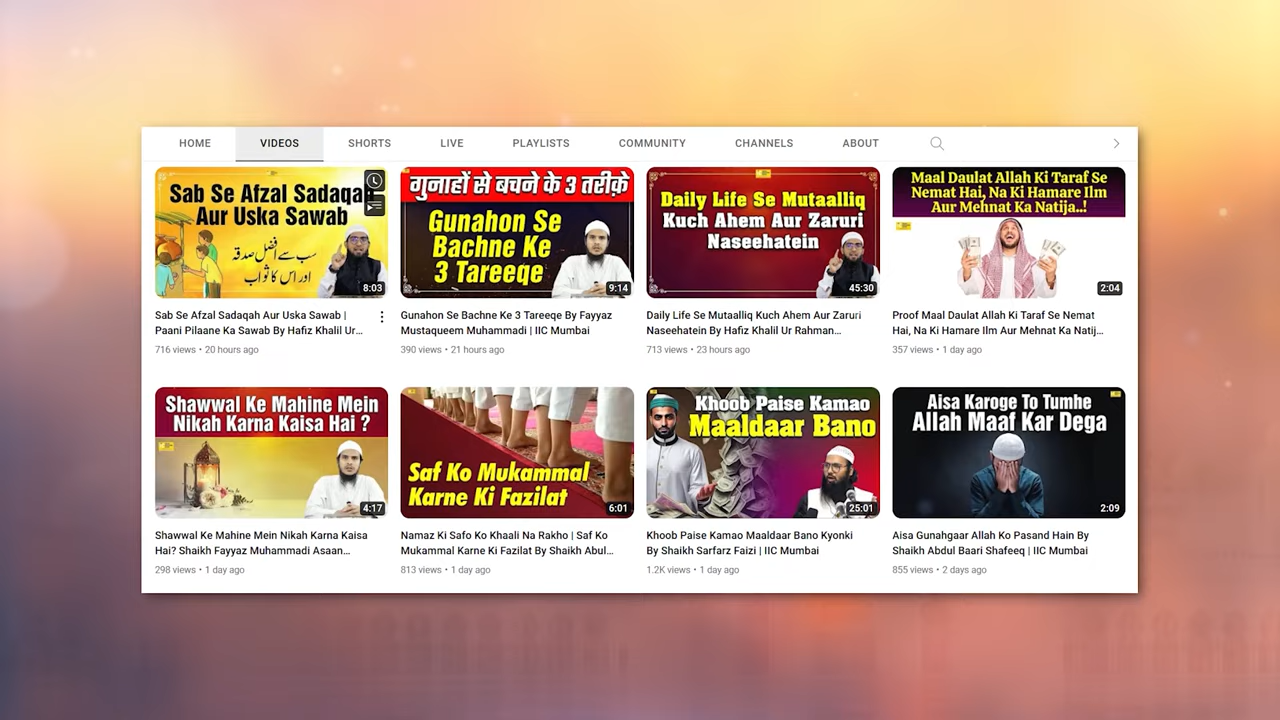 HOME VIDEOS SHORTS LIVE PLAYLISTS COMMUNITY CHANNELS ABOUT
Sab Se Afzal Sadaqah
Aur Uska Sawab
سب سے افضل صدقہ
اور اس کا ثواب
8:03
Sab Se Afzal Sadaqah Aur Uska Sawab |
Paani Pilaane Ka Sawab By Hafiz Khalil Ur...
716 views • 20 hours ago
गुनाहों से बचने के 3 तरीक़े
Gunahon Se
Bachne Ke
3 Tareeqe
9:14
Gunahon Se Bachne Ke 3 Tareeqe By Fayyaz
Mustaqueem Muhammadi | IIC Mumbai
390 views • 21 hours ago
Daily Life Se Mutaalliq
Kuch Ahem Aur Zaruri
Naseehatein
45:30
Daily Life Se Mutaalliq Kuch Ahem Aur Zaruri
Naseehatein By Hafiz Khalil Ur Rahman...
713 views • 23 hours ago
Maal Daulat Allah Ki Taraf Se
Nemat Hai, Na Ki Hamare Ilm
Aur Mehnat Ka Natija..!
2:04
Proof Maal Daulat Allah Ki Taraf Se Nemat
Hai, Na Ki Hamare Ilm Aur Mehnat Ka Natij...
357 views • 1 day ago
Shawwal Ke Mahine Mein
Nikah Karna Kaisa Hai ?
4:17
Shawwal Ke Mahine Mein Nikah Karna Kaisa
Hai? Shaikh Fayyaz Muhammadi Asaan...
298 views • 1 day ago
Saf Ko Mukammal
Karne Ki Fazilat
6:01
Namaz Ki Safo Ko Khaali Na Rakho | Saf Ko
Mukammal Karne Ki Fazilat By Shaikh Abul...
813 views • 1 day ago
Khoob Paise Kamao
Maaldaar Bano
25:01
Khoob Paise Kamao Maaldaar Bano Kyonki
By Shaikh Sarfarz Faizi | IIC Mumbai
1.2K views • 1 day ago
Aisa Karoge To Tumhe
Allah Maaf Kar Dega
2:09
Aisa Gunahgaar Allah Ko Pasand Hain By
Shaikh Abdul Baari Shafeeq | IIC Mumbai
855 views • 2 days ago